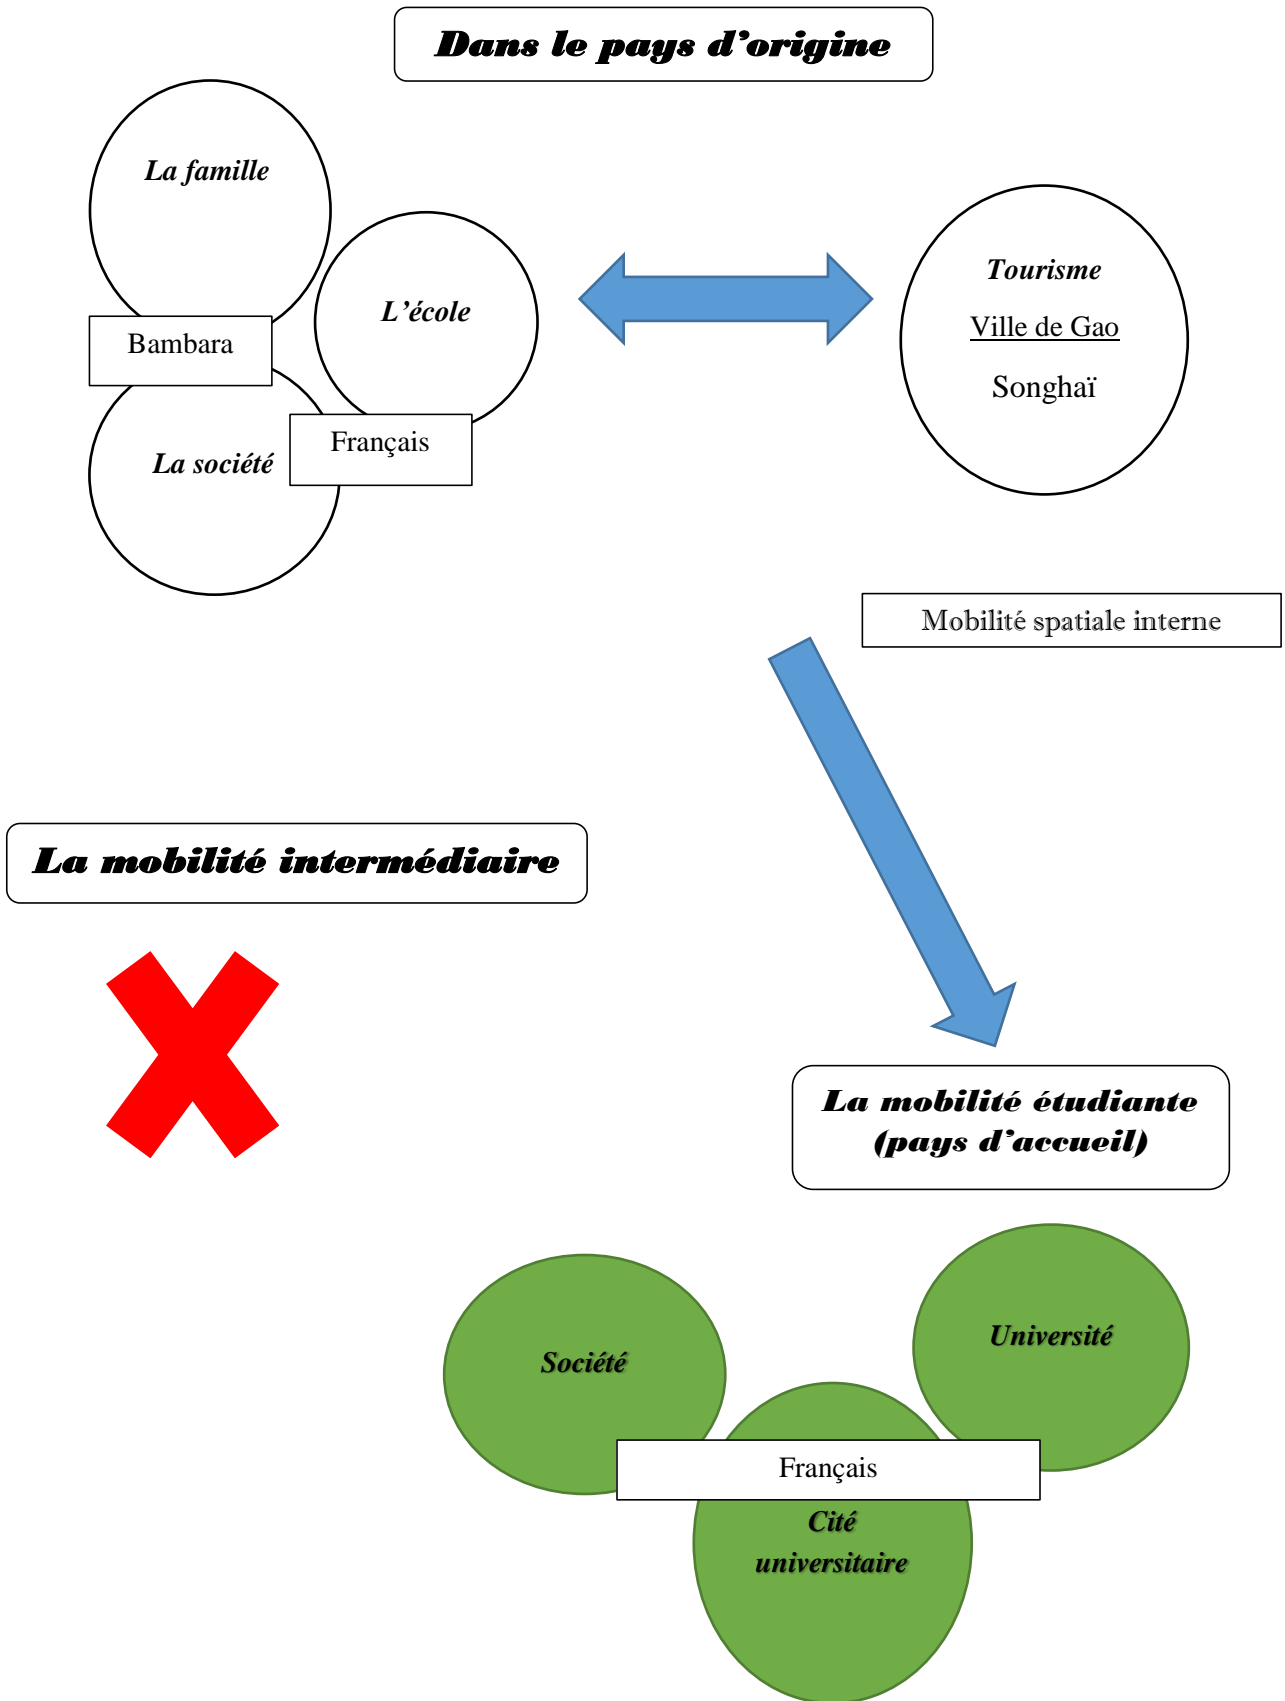 Dans le pays d’origine
La famille
L’école
Tourisme
Ville de Gao
Songhaï
Bambara
Français
La société
Mobilité spatiale interne
La mobilité intermédiaire
La mobilité étudiante
(pays d’accueil)
Société
Université
Français
Cité
universitaire